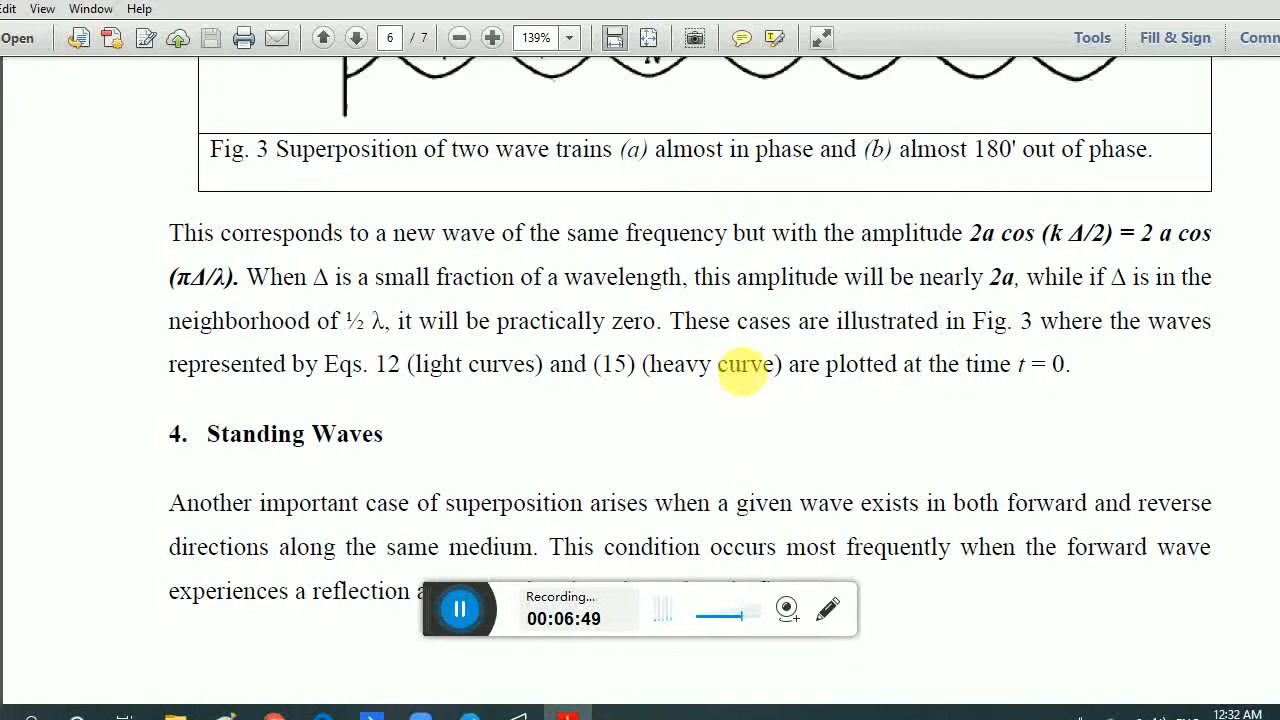 Edit View Window Help
Open 6 / 7 139% Tools Fill & Sign
Fig. 3 Superposition of two wave trains (a) almost in phase and (b) almost 180' out of phase.
This corresponds to a new wave of the same frequency but with the amplitude 2a cos (k Δ/2) = 2 a cos
(πΔ/λ). When Δ is a small fraction of a wavelength, this amplitude will be nearly 2a, while if Δ is in the
neighborhood of ½ λ, it will be practically zero. These cases are illustrated in Fig. 3 where the waves
represented by Eqs. 12 (light curves) and (15) (heavy curve) are plotted at the time t = 0.
4. Standing Waves
Another important case of superposition arises when a given wave exists in both forward and reverse
directions along the same medium. This condition occurs most frequently when the forward wave
experiences a reflection
Recording...
00:06:49
12:32 AM